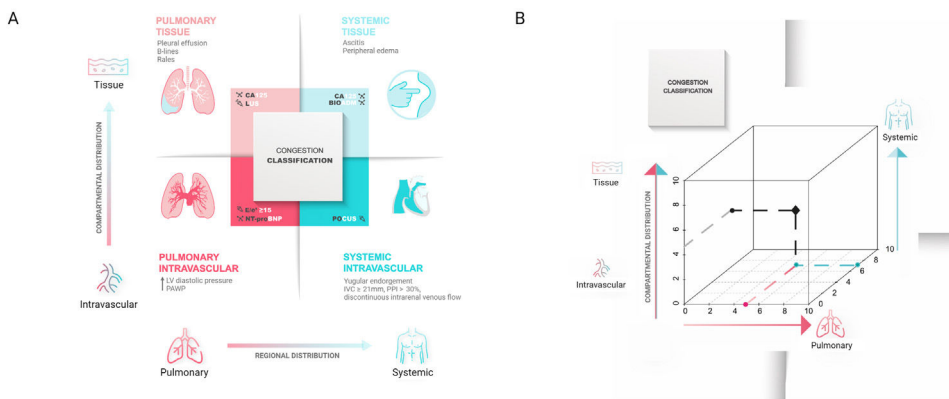 A
PULMONARY
TISSUE
Pleural effusion
B-lines
Rales
SYSTEMIC
TISSUE
Ascitis
Peripheral edema
Tissue
CA125
LUS
CA
BIO
CONGESTION
CLASSIFICATION
COMPARTMENTAL DISTRIBUTION
E/e' ≥15
NT-proBNP
POCUS
PULMONARY
INTRAVASCULAR
LV diastolic pressure
PAWP
SYSTEMIC
INTRAVASCULAR
Yugular endorgement
IVC ≥ 21mm, PPI > 30%,
discontinuous intrarenal venous flow
Intravascular
Pulmonary
REGIONAL DISTRIBUTION
Systemic
B
CONGESTION
CLASSIFICATION
Systemic
Tissue
COMPARTMENTAL DISTRIBUTION
Intravascular
10
8
6
4
2
0
0 2 4 6 8 10
0
2
4
6
8
10
Pulmonary